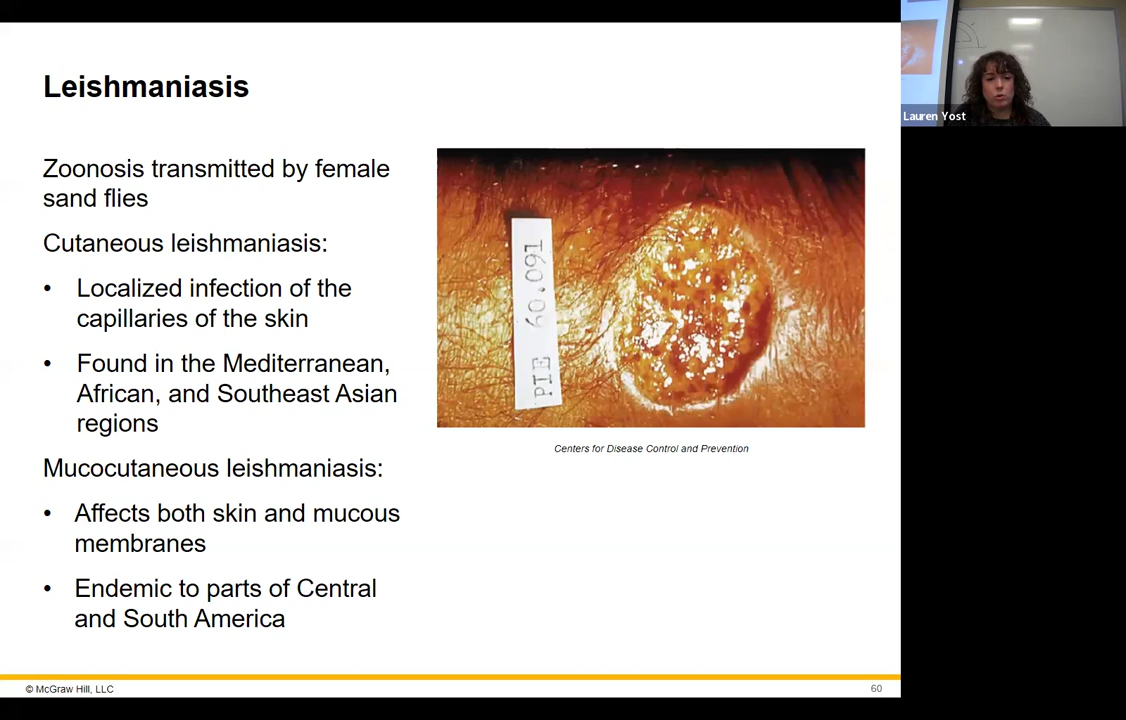 Leishmaniasis
Zoonosis transmitted by female
sand flies
Cutaneous leishmaniasis:
• Localized infection of the
capillaries of the skin
• Found in the Mediterranean,
African, and Southeast Asian
regions
Mucocutaneous leishmaniasis:
• Affects both skin and mucous
membranes
• Endemic to parts of Central
and South America
PIE 60.091
Centers for Disease Control and Prevention
© McGraw Hill, LLC
60
Lauren Yost